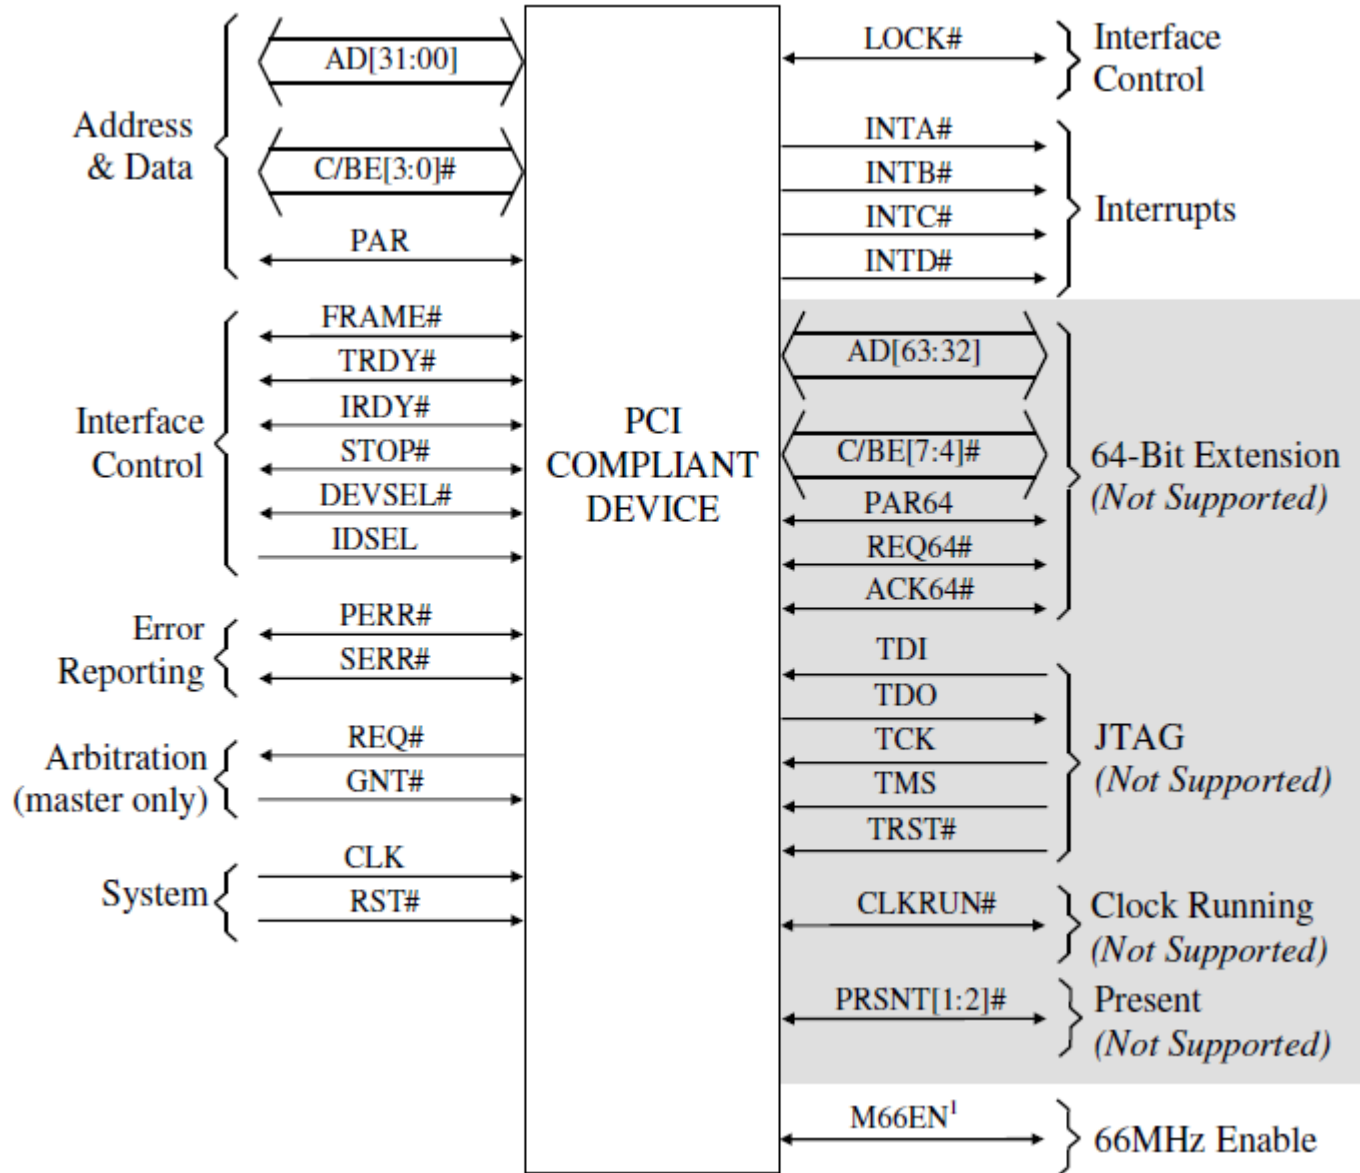 Address
& Data
AD[31:00]
C/BE[3:0]#
PAR
Interface
Control
FRAME#
TRDY#
IRDY#
STOP#
DEVSEL#
IDSEL
Error
Reporting
PERR#
SERR#
Arbitration
(master only)
REQ#
GNT#
System
CLK
RST#
PCI
COMPLIANT
DEVICE
LOCK#
Interface
Control
INTA#
INTB#
INTC#
INTD#
Interrupts
AD[63:32]
C/BE[7:4]#
PAR64
REQ64#
ACK64#
64-Bit Extension
(Not Supported)
TDI
TDO
TCK
TMS
TRST#
JTAG
(Not Supported)
CLKRUN#
Clock Running
(Not Supported)
PRSNT[1:2]#
Present
(Not Supported)
M66EN¹
66MHz Enable